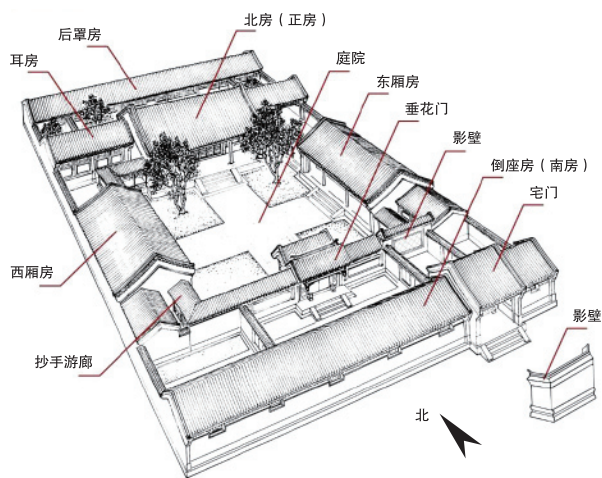 北房（正房）
后罩房
耳房
庭院
东厢房
垂花门
影壁
倒座房（南房）
宅门
西厢房
影壁
抄手游廊
北